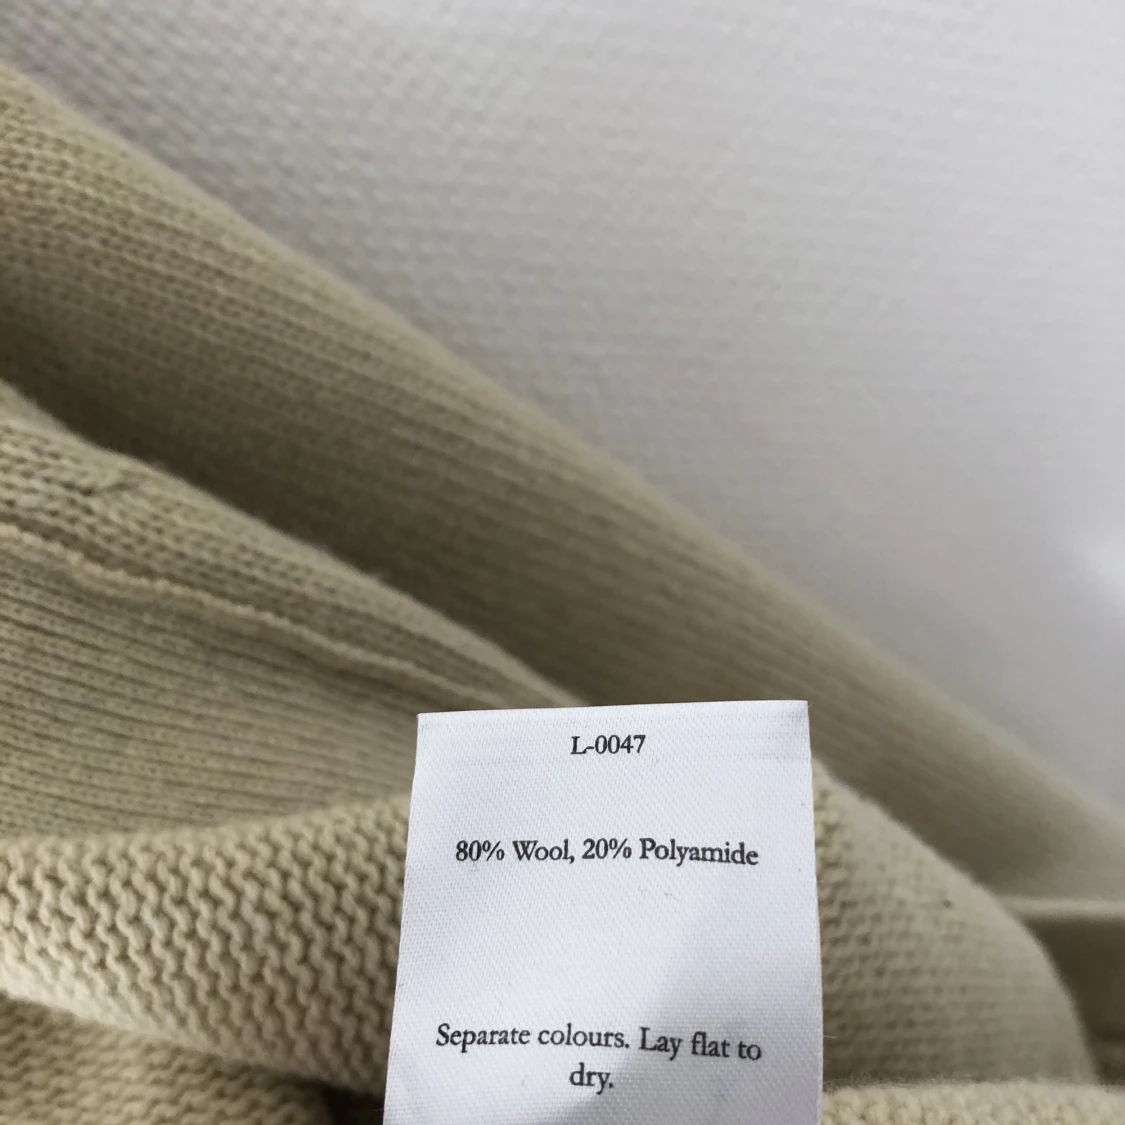 L-0047
80% Wool, 20% Polyamide
Separate colours. Lay flat to
dry.